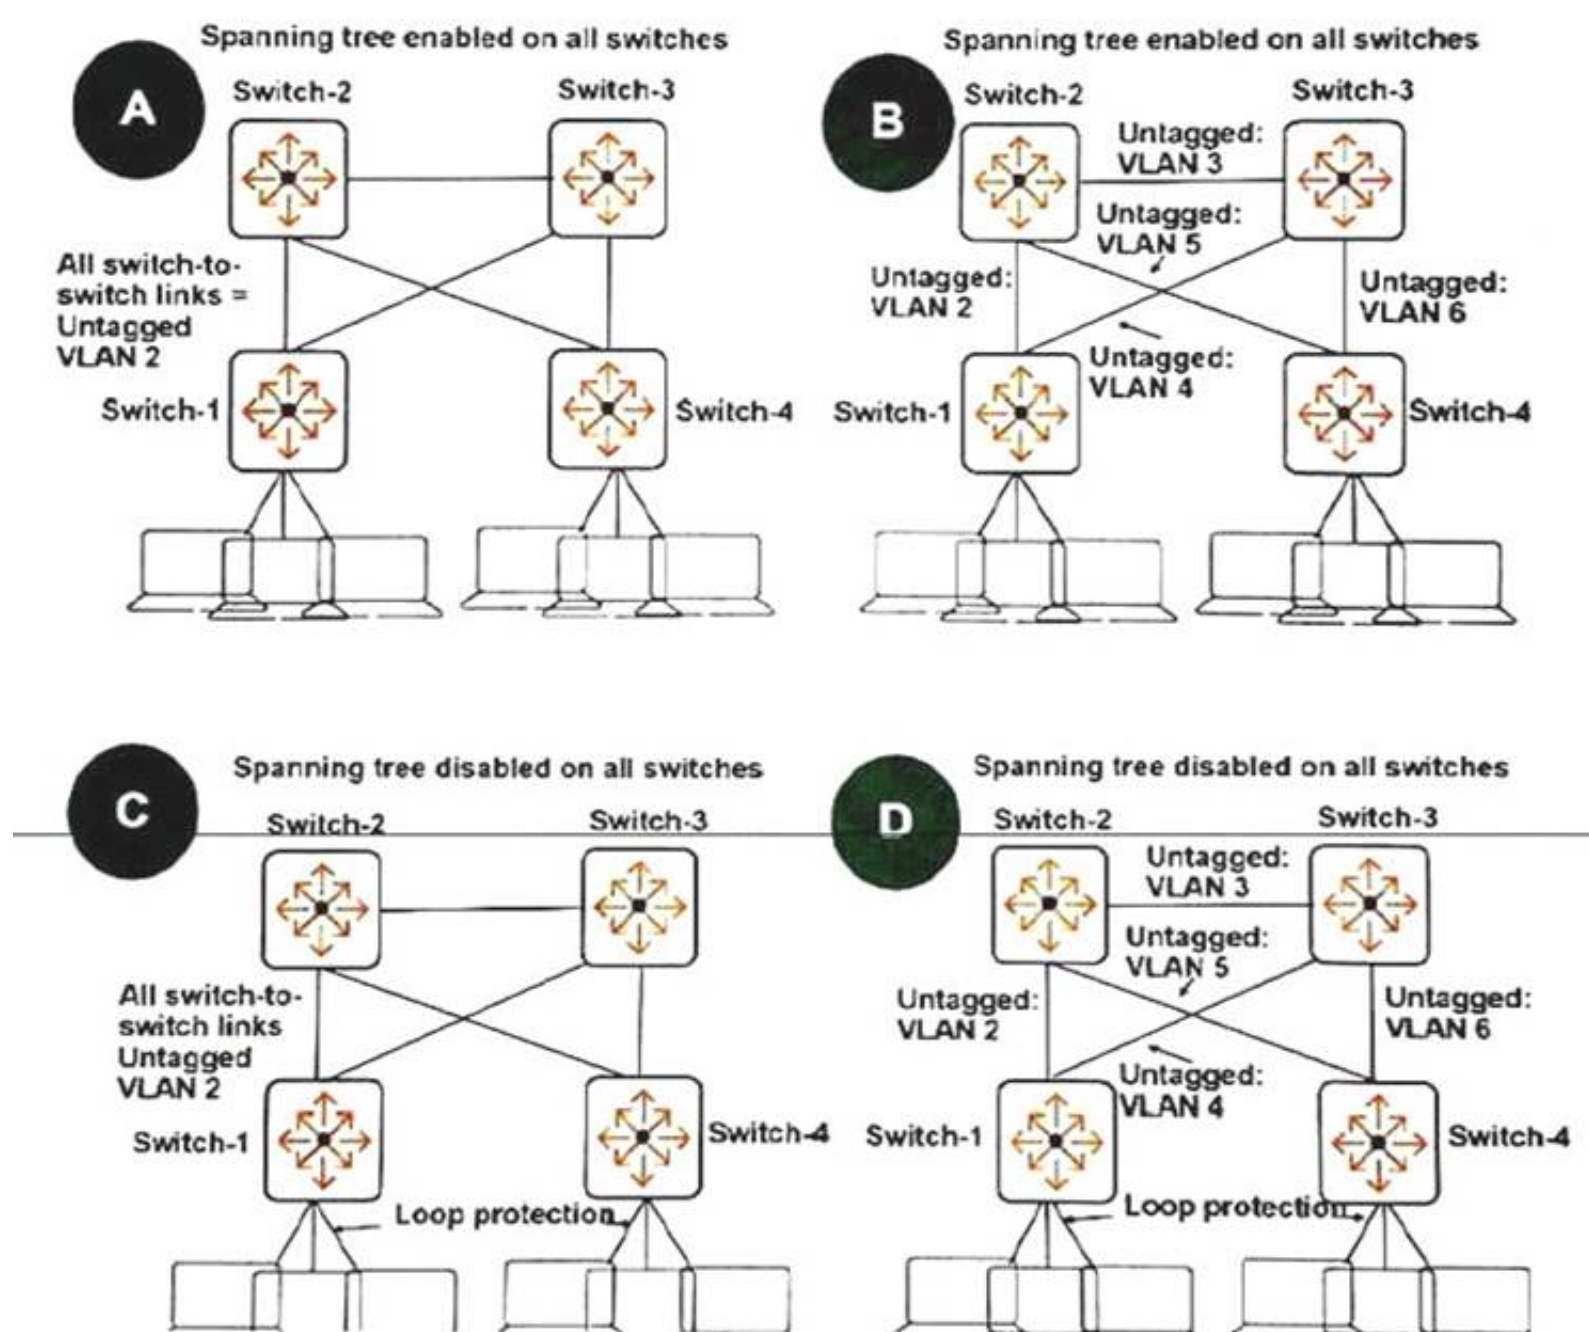 Spanning tree enabled on all switches
A
Switch-2
Switch-3
All switch-to-
switch links =
Untagged
VLAN 2
Switch-1
Switch-4
Spanning tree enabled on all switches
B
Switch-2
Switch-3
Untagged:
VLAN 3
Untagged:
VLAN 5
Untagged:
VLAN 2
Untagged:
VLAN 6
Untagged:
VLAN 4
Switch-1
Switch-4
Spanning tree disabled on all switches
C
Switch-2
Switch-3
All switch-to-
switch links
Untagged
VLAN 2
Switch-1
Switch-4
Loop protection
Spanning tree disabled on all switches
D
Switch-2
Switch-3
Untagged:
VLAN 3
Untagged:
VLAN 5
Untagged:
VLAN 2
Untagged:
VLAN 6
Untagged:
VLAN 4
Switch-1
Switch-4
Loop protection